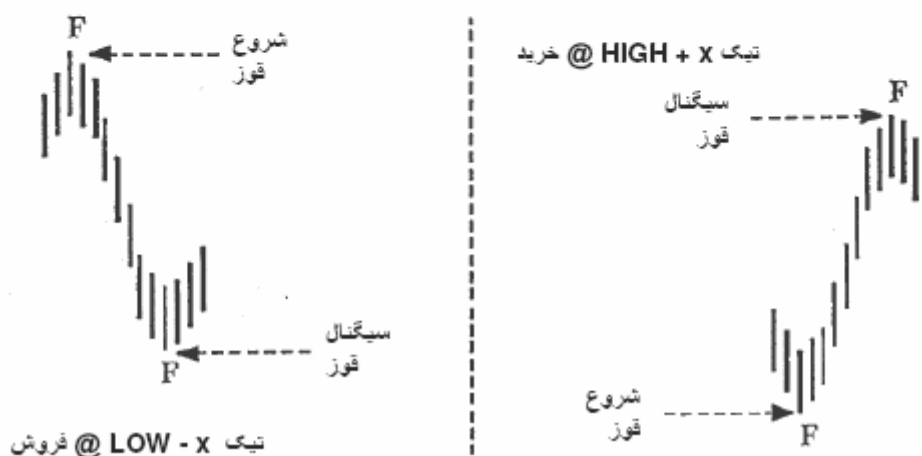 F
شروع
قوز
سیگنال
قوز
F
فروش @ LOW - x تیک
خرید @ HIGH + x تیک
F
سیگنال
قوز
شروع
قوز
F